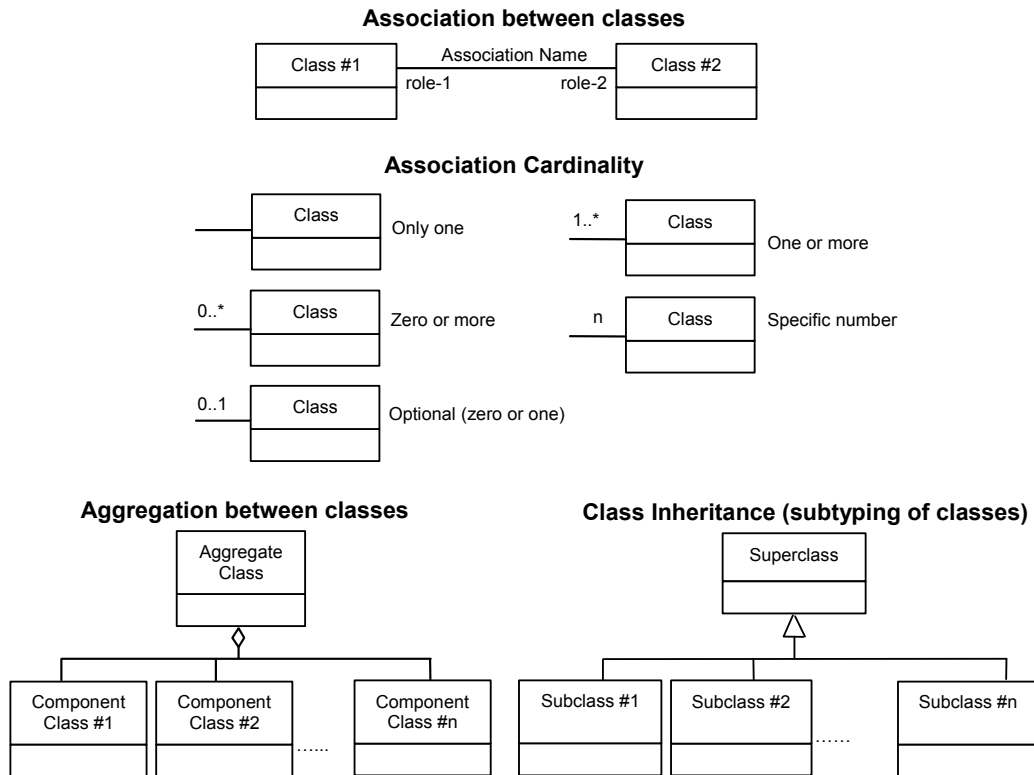 Association between classes
Class #1
Association Name
Class #2
role-1
role-2
Association Cardinality
Class
Only one
1..*
Class
One or more
0..*
Class
Zero or more
n
Class
Specific number
0..1
Class
Optional (zero or one)
Aggregation between classes
Aggregate
Class
Component
Class #1
Component
Class #2
......
Component
Class #n
Class Inheritance (subtyping of classes)
Superclass
Subclass #1
Subclass #2
......
Subclass #n